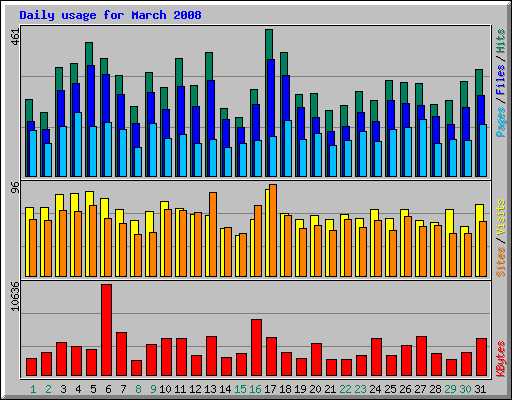 Daily usage for March 2008
461
Pages/Files/Hits
96
Sites/Visits
10636
KBytes
1 2 3 4 5 6 7 8 9 10 11 12 13 14 15 16 17 18 19 20 21 22 23 24 25 26 27 28 29 30 31